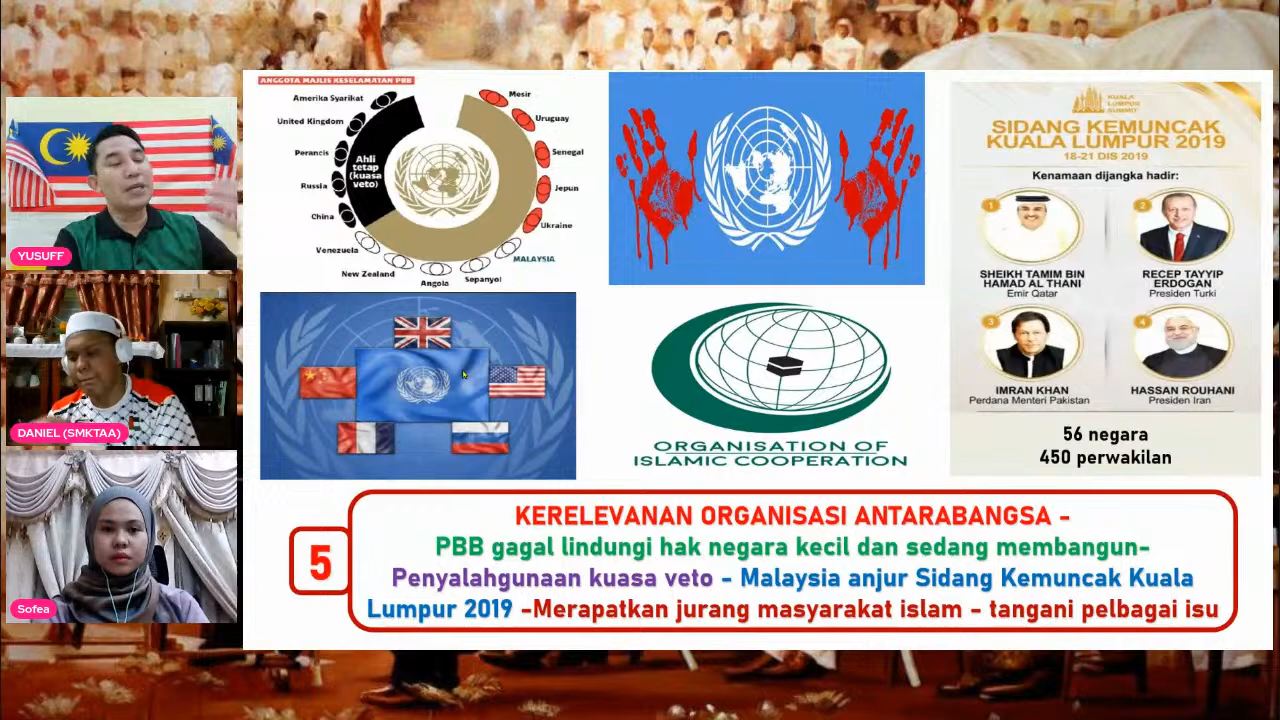 YUSUFF
DANIEL (SMKTAA)
Sofea
ANGGOTA MAJLIS KESELAMATAN PBB
Amerika Syarikat
United Kingdom
Perancis
Russia
China
Venezuela
New Zealand
Angola
Sepanyol
MALAYSIA
Ukraine
Jepun
Senegal
Uruguay
Mesir
Ahli
tetap
(kuasa
veto)
ORGANISATION OF
ISLAMIC COOPERATION
KUALA
LUMPUR
SUMMIT
SIDANG KEMUNCAK
KUALA LUMPUR 2019
18-21 DIS 2019
Kenamaan dijangka hadir:
1
SHEIKH TAMIM BIN
HAMAD AL THANI
Emir Qatar
2
RECEP TAYYIP
ERDOGAN
Presiden Turki
3
IMRAN KHAN
Perdana Menteri Pakistan
4
HASSAN ROUHANI
Presiden Iran
56 negara
450 perwakilan
5
KERELEVANAN ORGANISASI ANTARABANGSA -
PBB gagal lindungi hak negara kecil dan sedang membangun-
Penyalahgunaan kuasa veto - Malaysia anjur Sidang Kemuncak Kuala
Lumpur 2019 -Merapatkan jurang masyarakat islam - tangani pelbagai isu